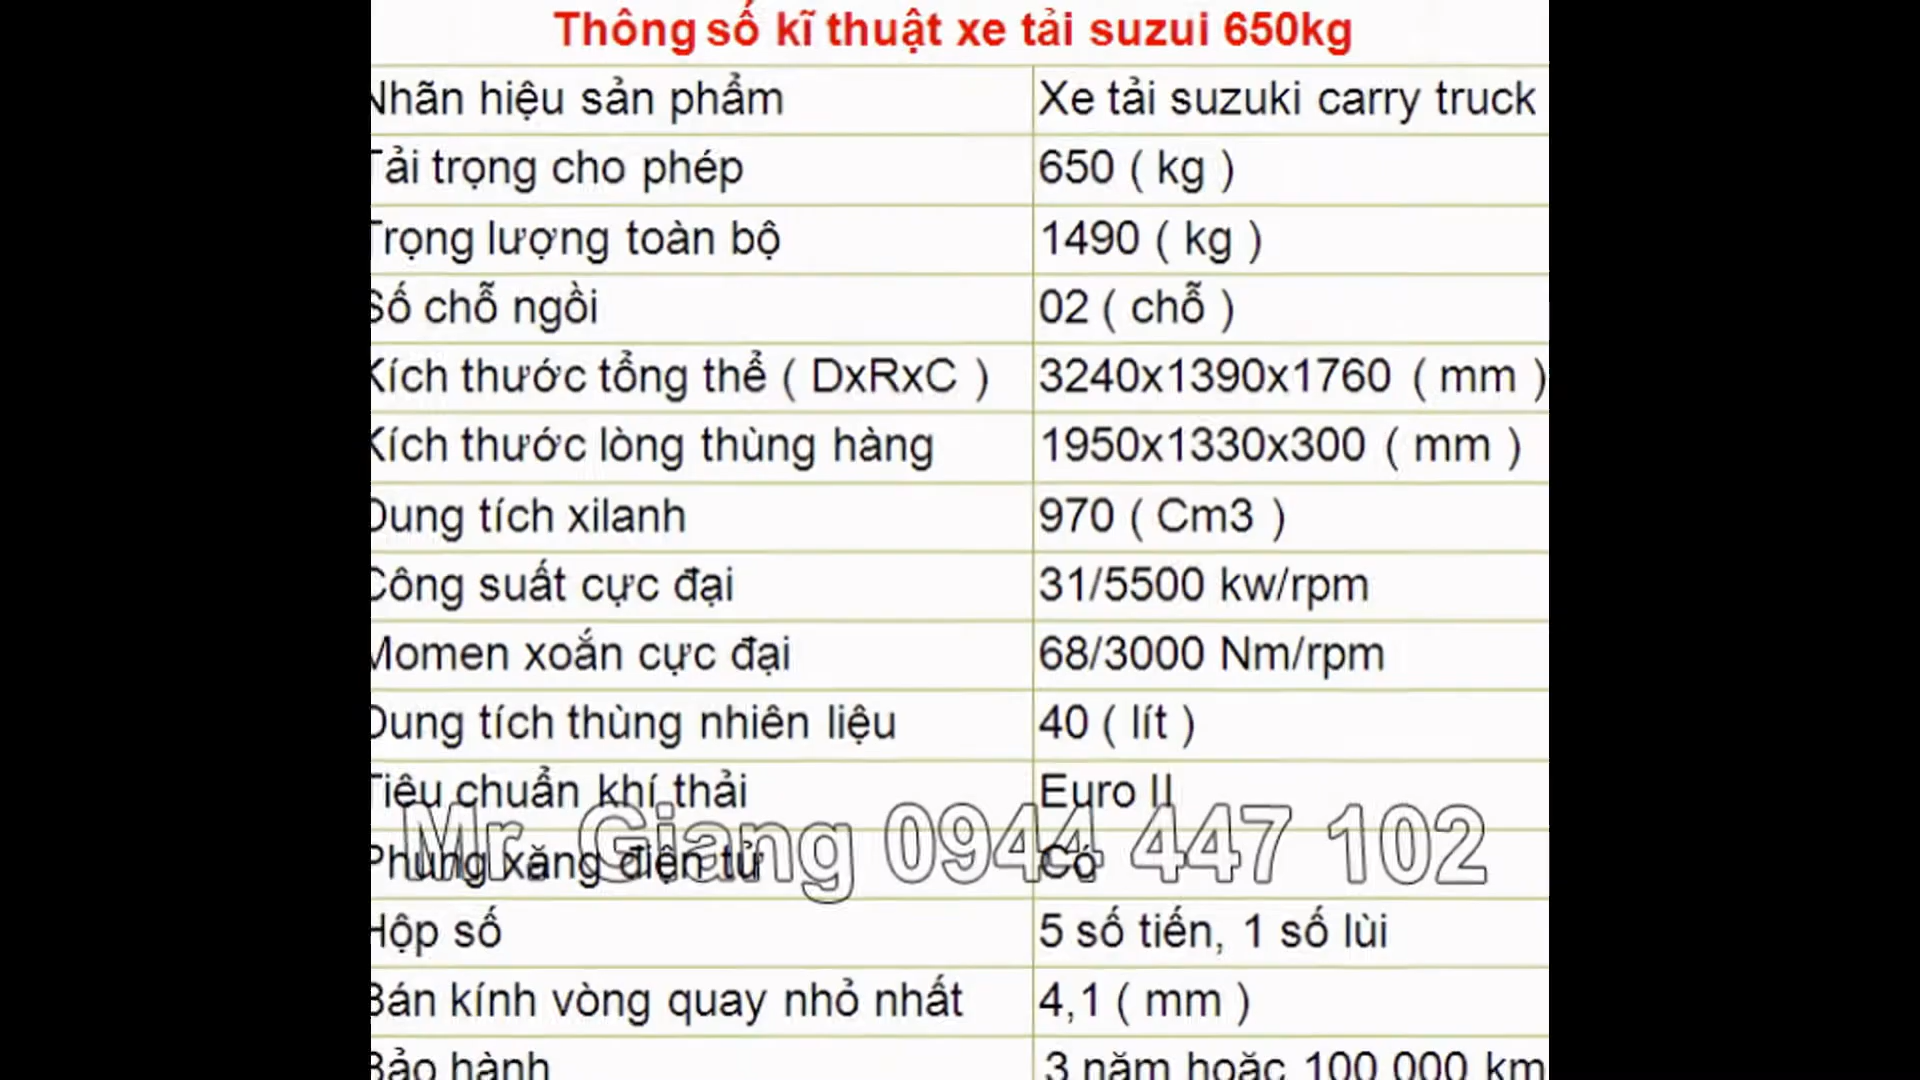 Thông số kĩ thuật xe tải suzui 650kg
Nhãn hiệu sản phẩm Xe tải suzuki carry truck
Tải trọng cho phép 650 ( kg )
Trọng lượng toàn bộ 1490 ( kg )
Số chỗ ngồi 02 ( chỗ )
Kích thước tổng thể ( DxRxC ) 3240x1390x1760 ( mm )
Kích thước lòng thùng hàng 1950x1330x300 ( mm )
Dung tích xilanh 970 ( Cm3 )
Công suất cực đại 31/5500 kw/rpm
Momen xoắn cực đại 68/3000 Nm/rpm
Dung tích thùng nhiên liệu 40 ( lít )
Tiêu chuẩn khí thải Euro II
Mr. Giang 0944 447 102
Phung xăng điện tử Có
Hộp số 5 số tiến, 1 số lùi
Bán kính vòng quay nhỏ nhất 4,1 ( mm )
Bảo hành 3 năm hoặc 100 000 km